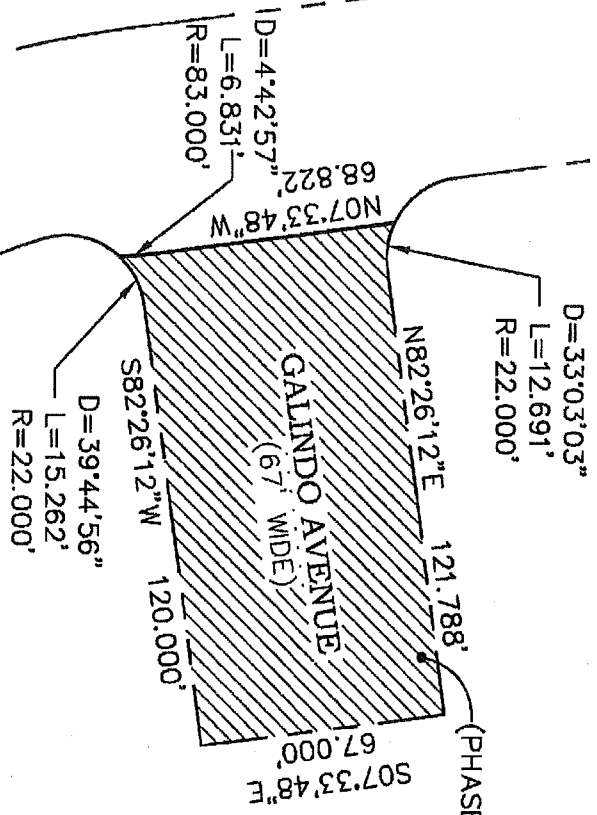 D=4°42'57"
L=6.831'
R=83.000'
N07°33'48"W
68.822'
D=33°03'03"
L=12.691'
R=22.000'
N82°26'12"E 121.788'
GALINDO AVENUE
(67' WIDE)
S82°26'12"W 120.000'
D=39°44'56"
L=15.262'
R=22.000'
S07°33'48"E
67.000'
(PHASE